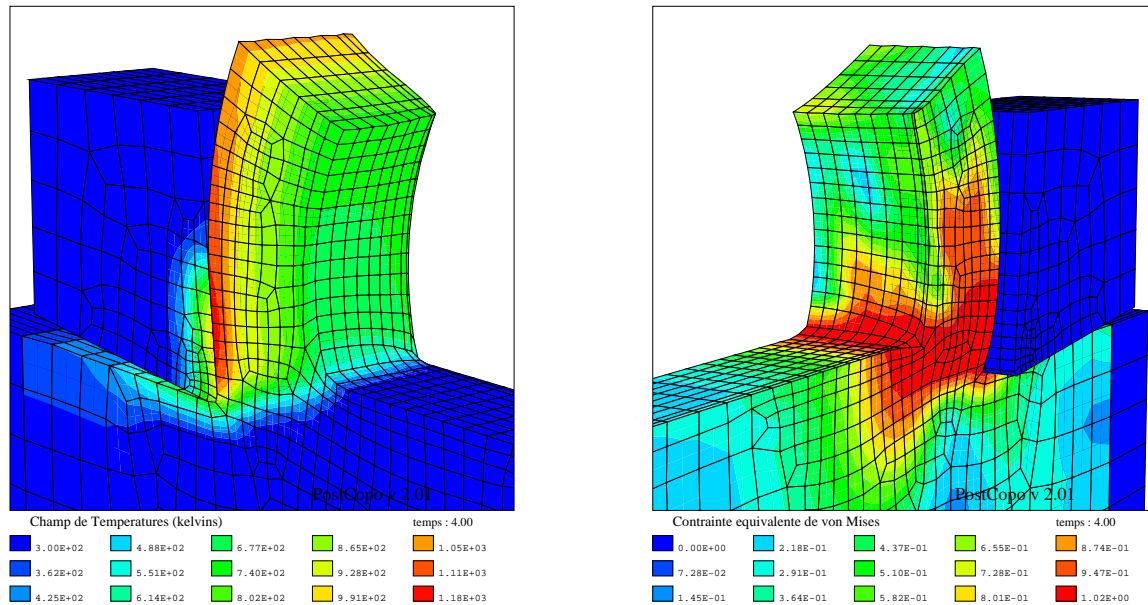 PostCopo v 2.01
Champ de Temperatures (kelvins) temps : 4.00
3.00E+02 4.88E+02 6.77E+02 8.65E+02 1.05E+03
3.62E+02 5.51E+02 7.40E+02 9.28E+02 1.11E+03
4.25E+02 6.14E+02 8.02E+02 9.91E+02 1.18E+03
PostCopo v 2.01
Contrainte equivalente de von Mises temps : 4.00
0.00E+00 2.18E-01 4.37E-01 6.55E-01 8.74E-01
7.28E-02 2.91E-01 5.10E-01 7.28E-01 9.47E-01
1.45E-01 3.64E-01 5.82E-01 8.01E-01 1.02E+00